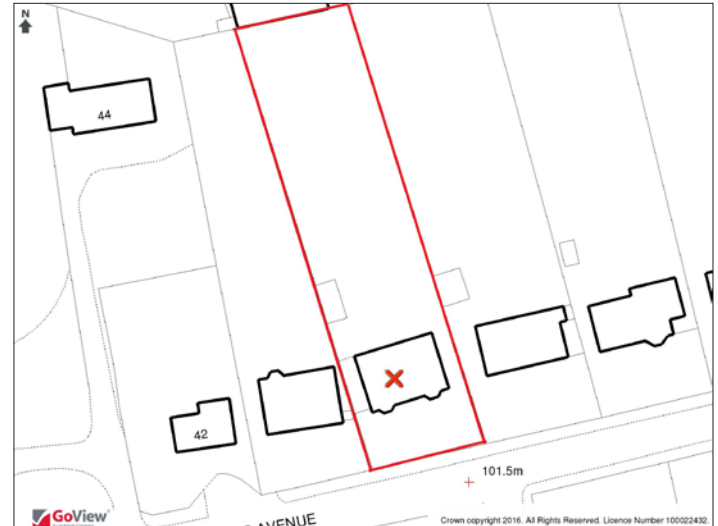 N
44
42
101.5m
AVENUE
GoView
Crown copyright 2016. All Rights Reserved. Licence Number 100022432